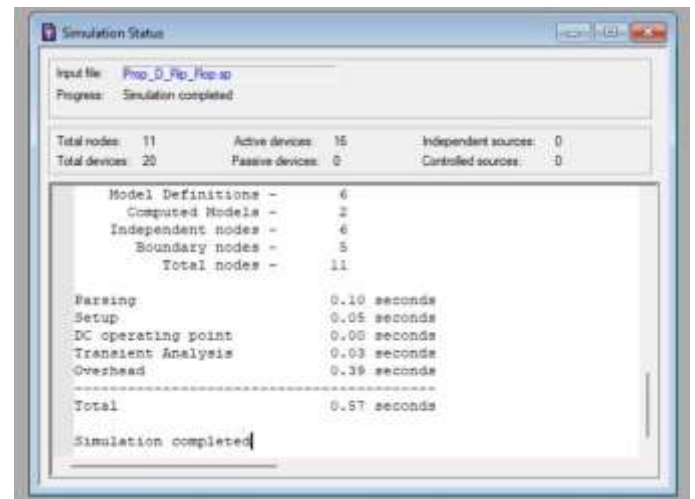 Simulation Status
Input file: Prop_D_Flip_Flop.sp
Progress: Simulation completed
Total nodes: 11 Active devices: 16 Independent sources: 0
Total devices: 20 Passive devices: 0 Controlled sources: 0
Model Definitions - 6
Computed Models - 2
Independent nodes - 6
Boundary nodes - 5
Total nodes - 11
Parsing 0.10 seconds
Setup 0.05 seconds
DC operating point 0.00 seconds
Transient Analysis 0.03 seconds
Overhead 0.39 seconds
-----------------------------------------
Total 0.57 seconds
Simulation completed